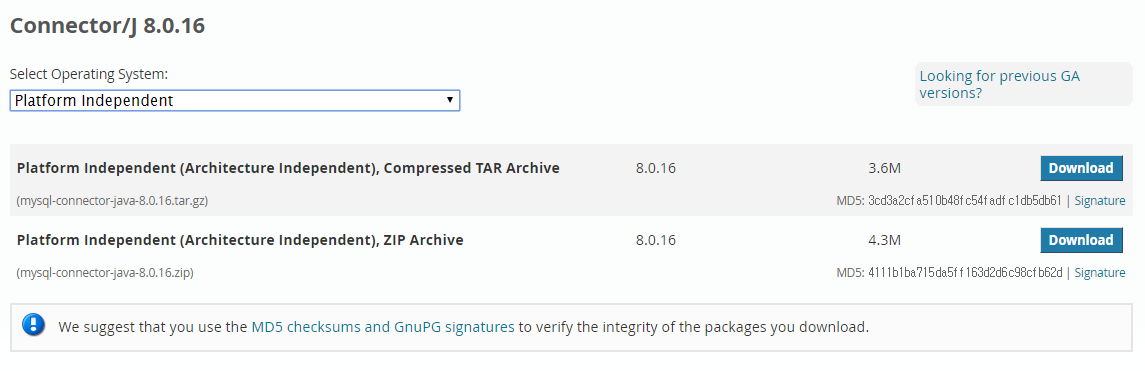 Connector/J 8.0.16
Select Operating System:
Platform Independent
Looking for previous GA
versions?
Platform Independent (Architecture Independent), Compressed TAR Archive 8.0.16 3.6M Download
(mysql-connector-java-8.0.16.tar.gz) MD5: 3cd3a2cfa510b48fc54fadfc1db5db61 | Signature
Platform Independent (Architecture Independent), ZIP Archive 8.0.16 4.3M Download
(mysql-connector-java-8.0.16.zip) MD5: 4111b1ba715da5ff163d2d6c98cfb62d | Signature
We suggest that you use the MD5 checksums and GnuPG signatures to verify the integrity of the packages you download.